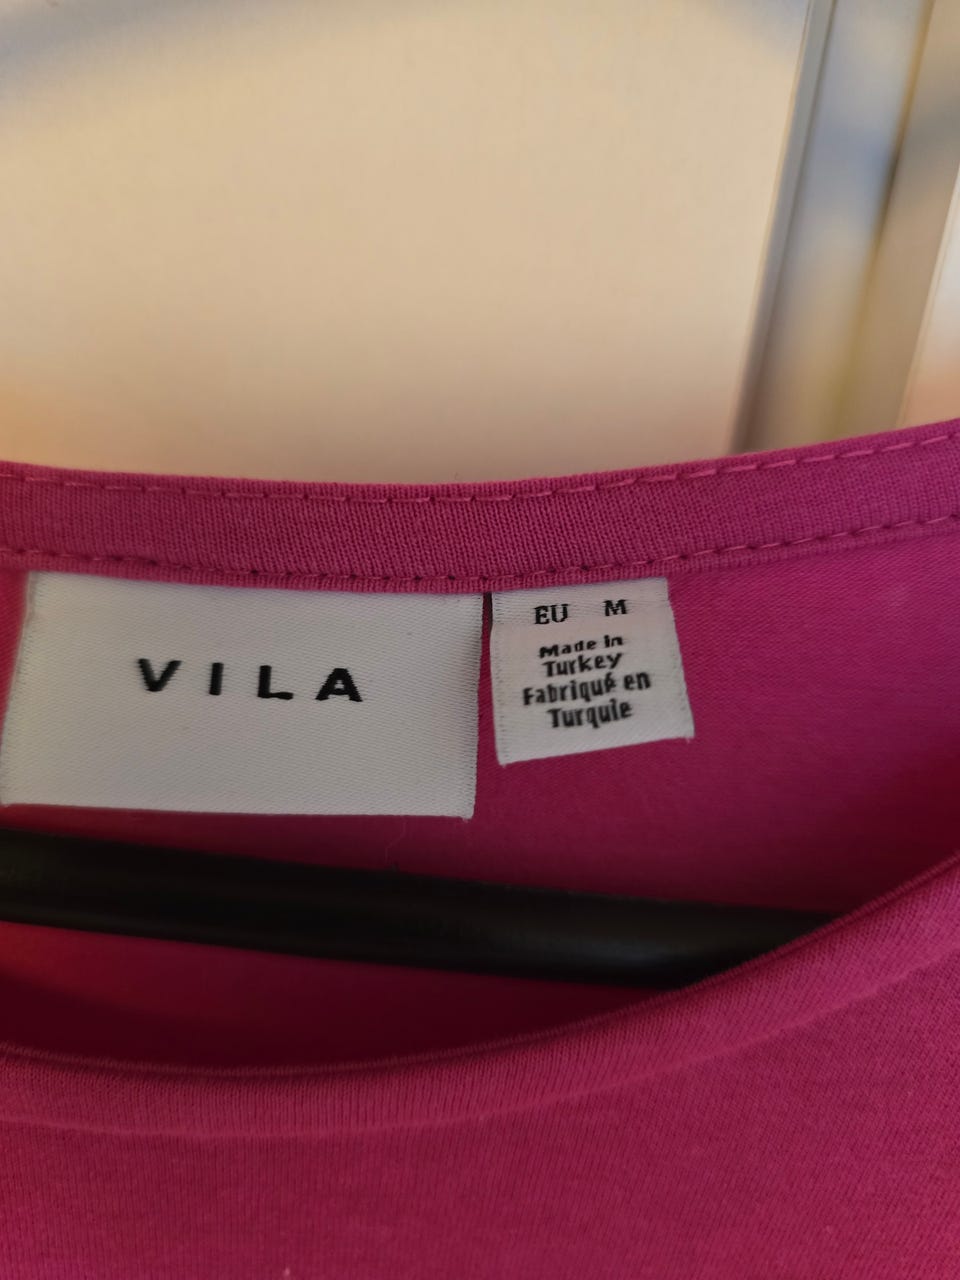 VILA
EU M
Made in
Turkey
Fabriqué en
Turquie